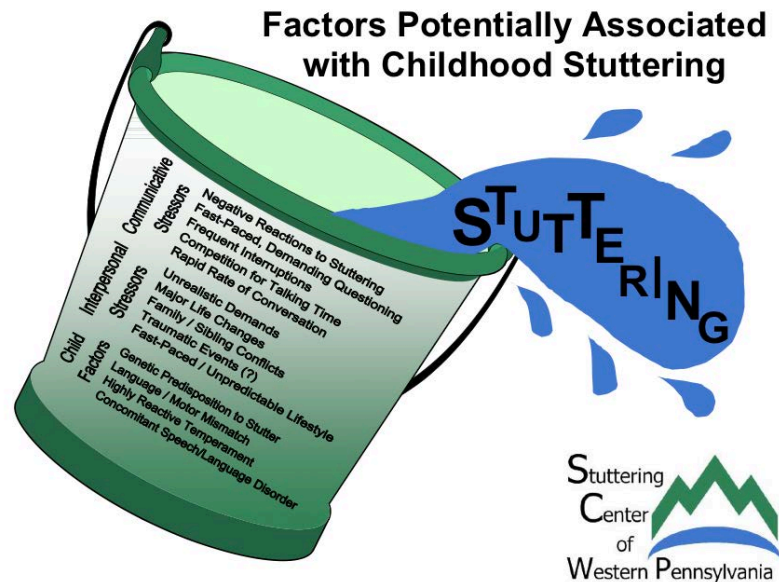 Factors Potentially Associated
with Childhood Stuttering
Communicative
Stressors
Negative Reactions to Stuttering
Fast-Paced, Demanding Questioning
Frequent Interruptions
Competition for Talking Time
Rapid Rate of Conversation
Interpersonal
Stressors
Unrealistic Demands
Major Life Changes
Family / Sibling Conflicts
Traumatic Events (?)
Fast-Paced / Unpredictable Lifestyle
Child
Factors
Genetic Predisposition to Stutter
Language / Motor Mismatch
Highly Reactive Temperament
Concomitant Speech/Language Disorder
STUTTERING
Stuttering
Center
of
Western Pennsylvania